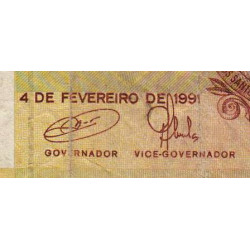 4 DE FEVEREIRO DE 1991
GOVERNADOR VICE-GOVERNADOR